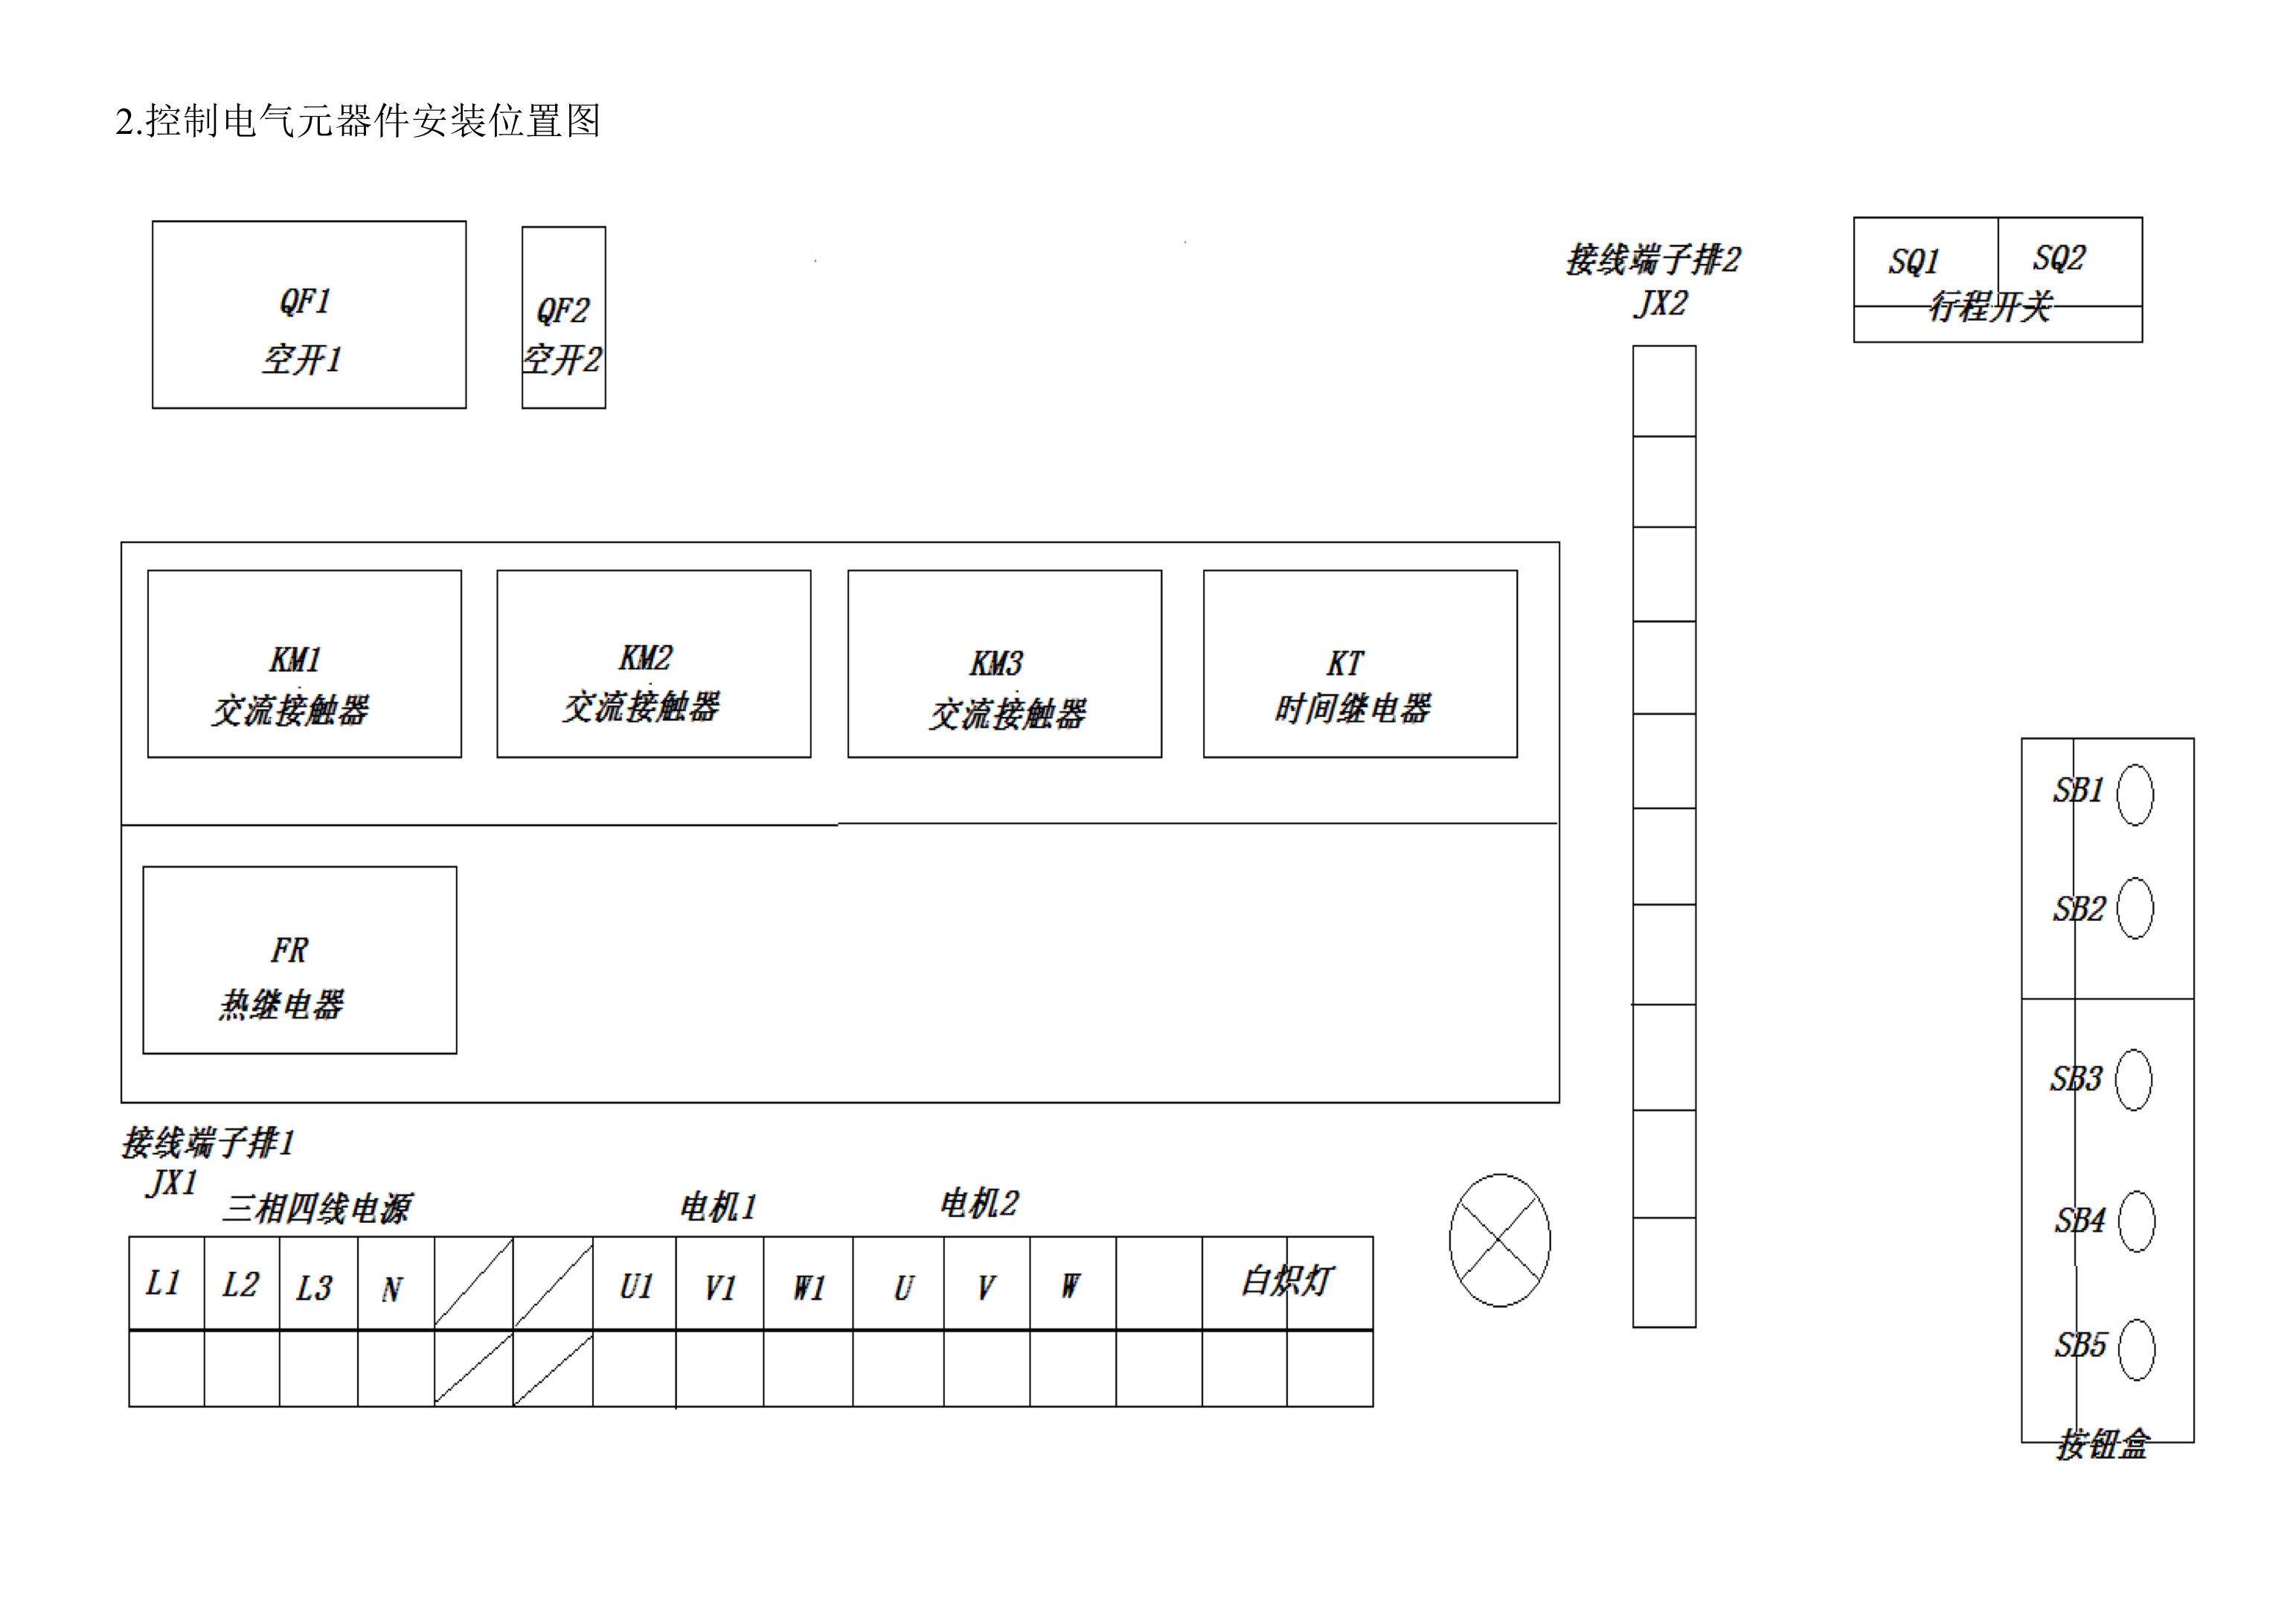 2.控制电气元器件安装位置图
QF1
空开1
QF2
空开2
接线端子排2
JX2
SQ1
SQ2
行程开关
KM1
交流接触器
KM2
交流接触器
KM3
交流接触器
KT
时间继电器
FR
热继电器
SB1
SB2
SB3
SB4
SB5
按钮盒
接线端子排1
JX1
三相四线电源
电机1
电机2
L1 L2 L3 N U1 V1 W1 U V W 白炽灯